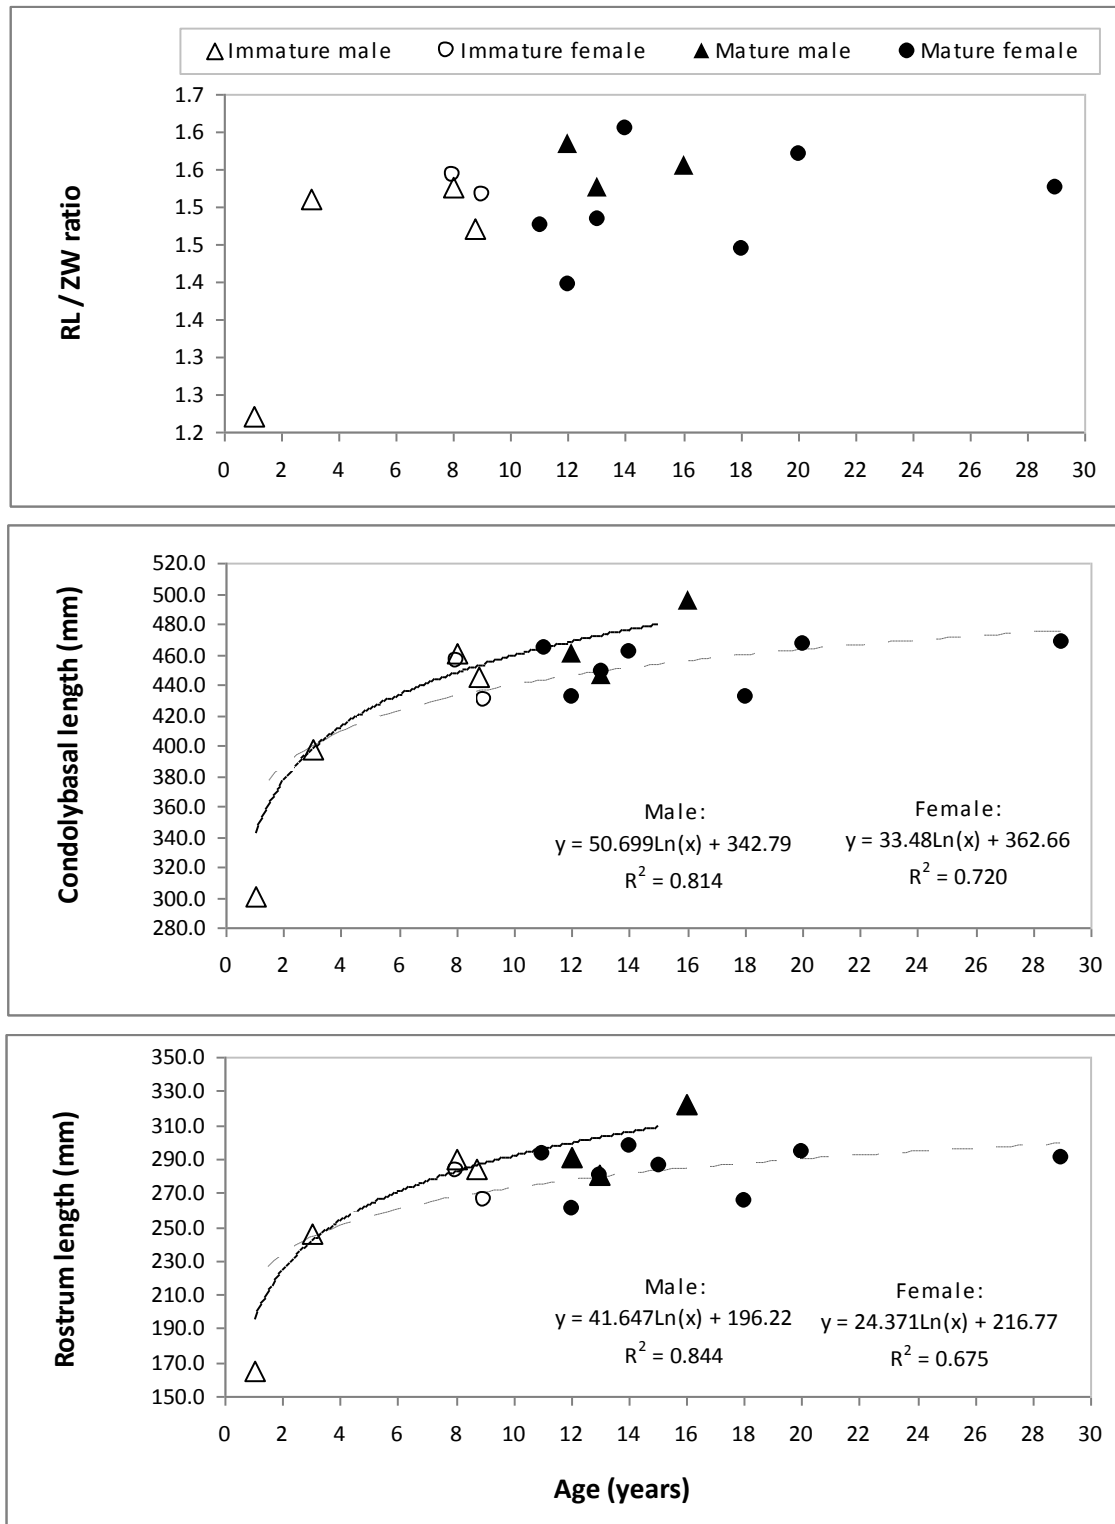 Immature male Immature female Mature male Mature female
RL / ZW ratio
1.7
1.6
1.6
1.5
1.5
1.4
1.4
1.3
1.3
1.2
0 2 4 6 8 10 12 14 16 18 20 22 24 26 28 30
Condolybasal length (mm)
520.0
500.0
480.0
460.0
440.0
420.0
400.0
380.0
360.0
340.0
320.0
300.0
280.0
Male:
y = 50.699Ln(x) + 342.79
R² = 0.814
Female:
y = 33.48Ln(x) + 362.66
R² = 0.720
0 2 4 6 8 10 12 14 16 18 20 22 24 26 28 30
Rostrum length (mm)
350.0
330.0
310.0
290.0
270.0
250.0
230.0
210.0
190.0
170.0
150.0
Male:
y = 41.647Ln(x) + 196.22
R² = 0.844
Female:
y = 24.371Ln(x) + 216.77
R² = 0.675
0 2 4 6 8 10 12 14 16 18 20 22 24 26 28 30
Age (years)